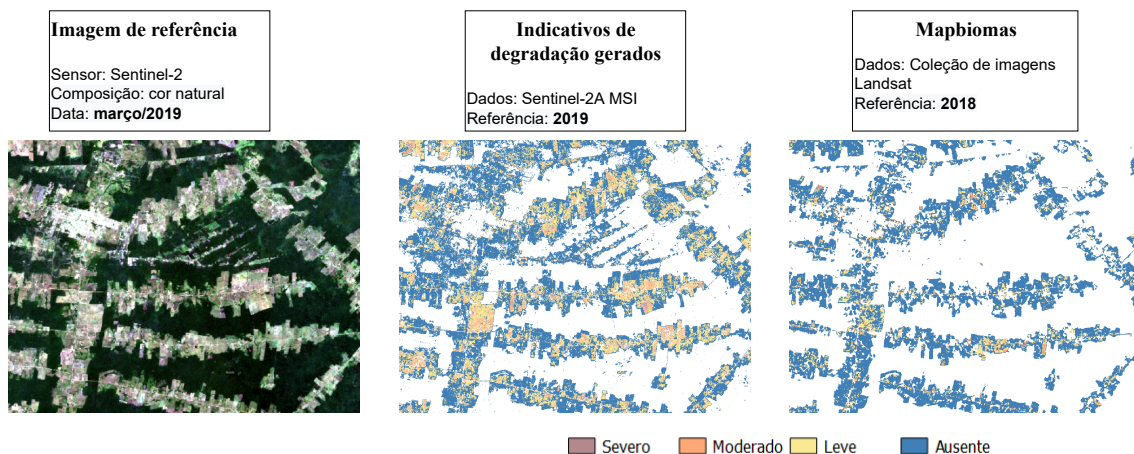 Imagem de referência
Sensor: Sentinel-2
Composição: cor natural
Data: março/2019
Indicativos de
degradação gerados
Dados: Sentinel-2A MSI
Referência: 2019
Mapbiomas
Dados: Coleção de imagens
Landsat
Referência: 2018
Severo Moderado Leve Ausente